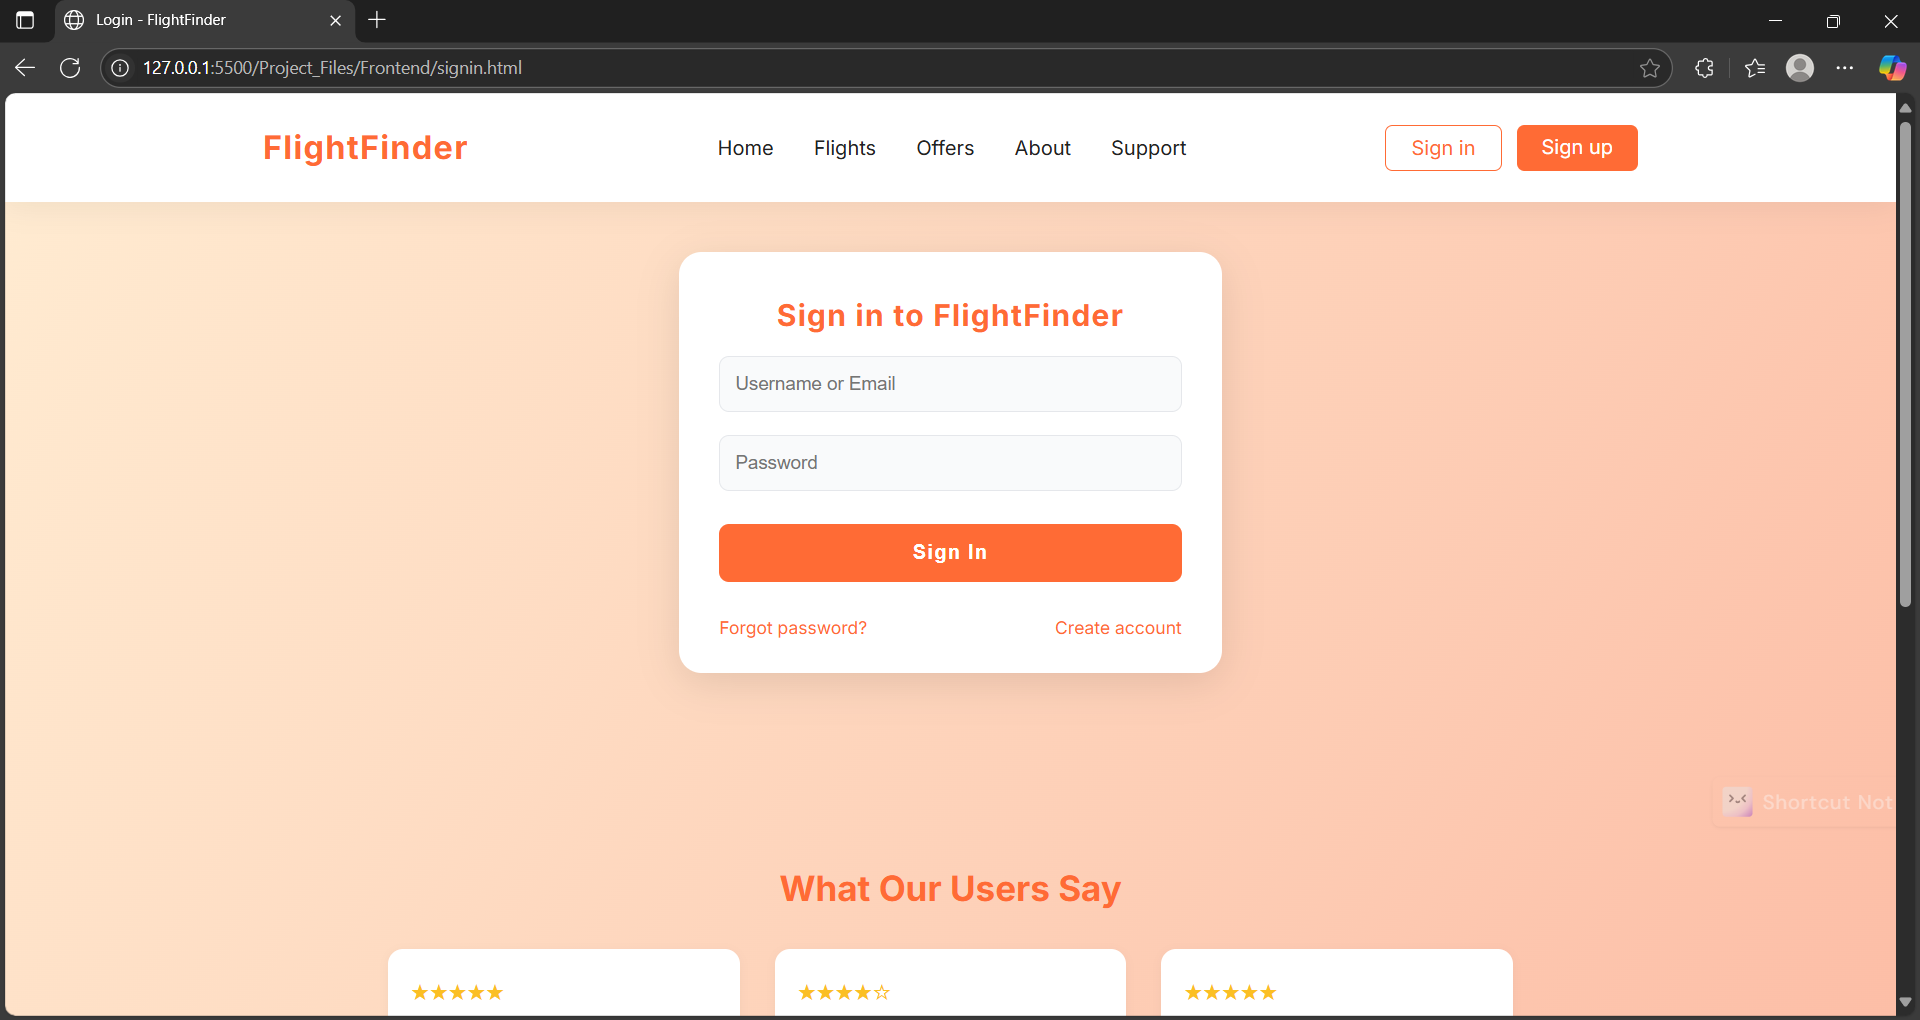 Login - FlightFinder
127.0.0.1:5500/Project_Files/Frontend/signin.html
FlightFinder
Home
Flights
Offers
About
Support
Sign in
Sign up
Sign in to FlightFinder
Username or Email
Password
Sign In
Forgot password?
Create account
Shortcut Not
What Our Users Say
★★★★★
★★★★☆
★★★★★